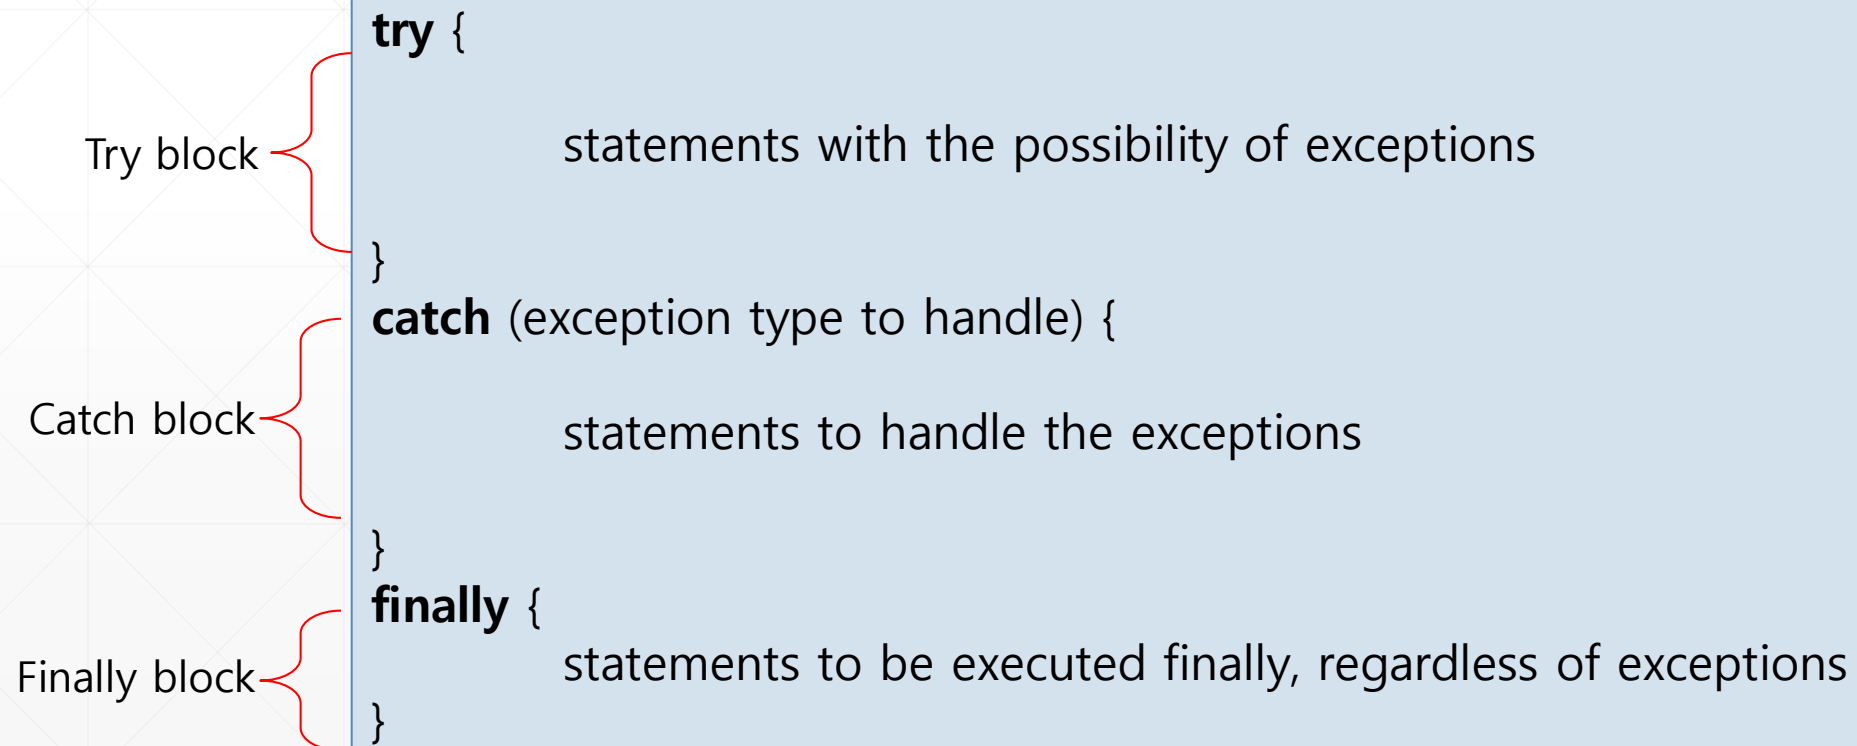 try {
Try block
statements with the possibility of exceptions
}
catch (exception type to handle) {
Catch block
statements to handle the exceptions
}
finally {
Finally block
statements to be executed finally, regardless of exceptions
}